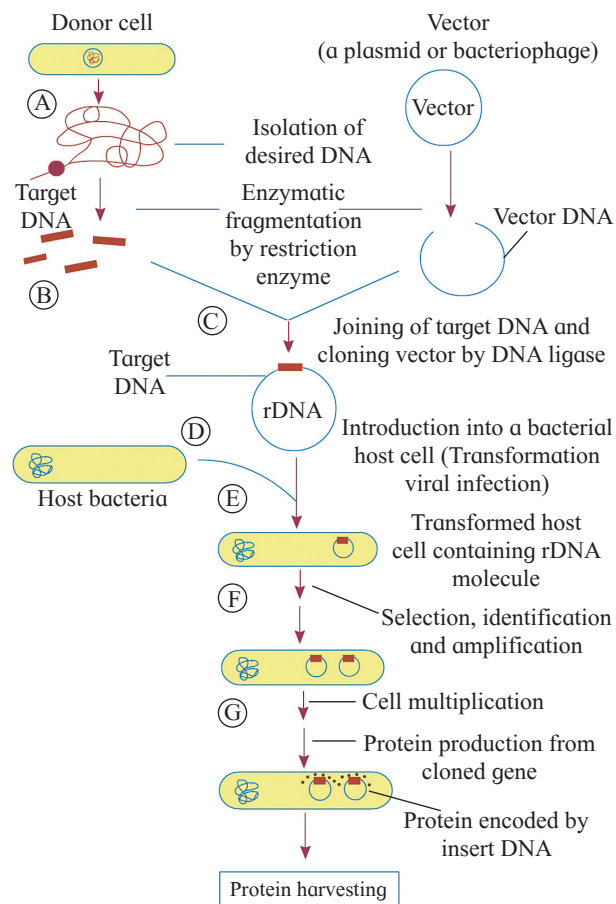 Donor cell
Vector
(a plasmid or bacteriophage)
A
Vector
Isolation of
desired DNA
Target
DNA
Enzymatic
fragmentation
by restriction
enzyme
Vector DNA
B
C
Joining of target DNA and
cloning vector by DNA ligase
Target
DNA
rDNA
D
Introduction into a bacterial
host cell (Transformation
viral infection)
Host bacteria
E
Transformed host
cell containing rDNA
molecule
F
Selection, identification
and amplification
G
Cell multiplication
Protein production from
cloned gene
Protein encoded by
insert DNA
Protein harvesting